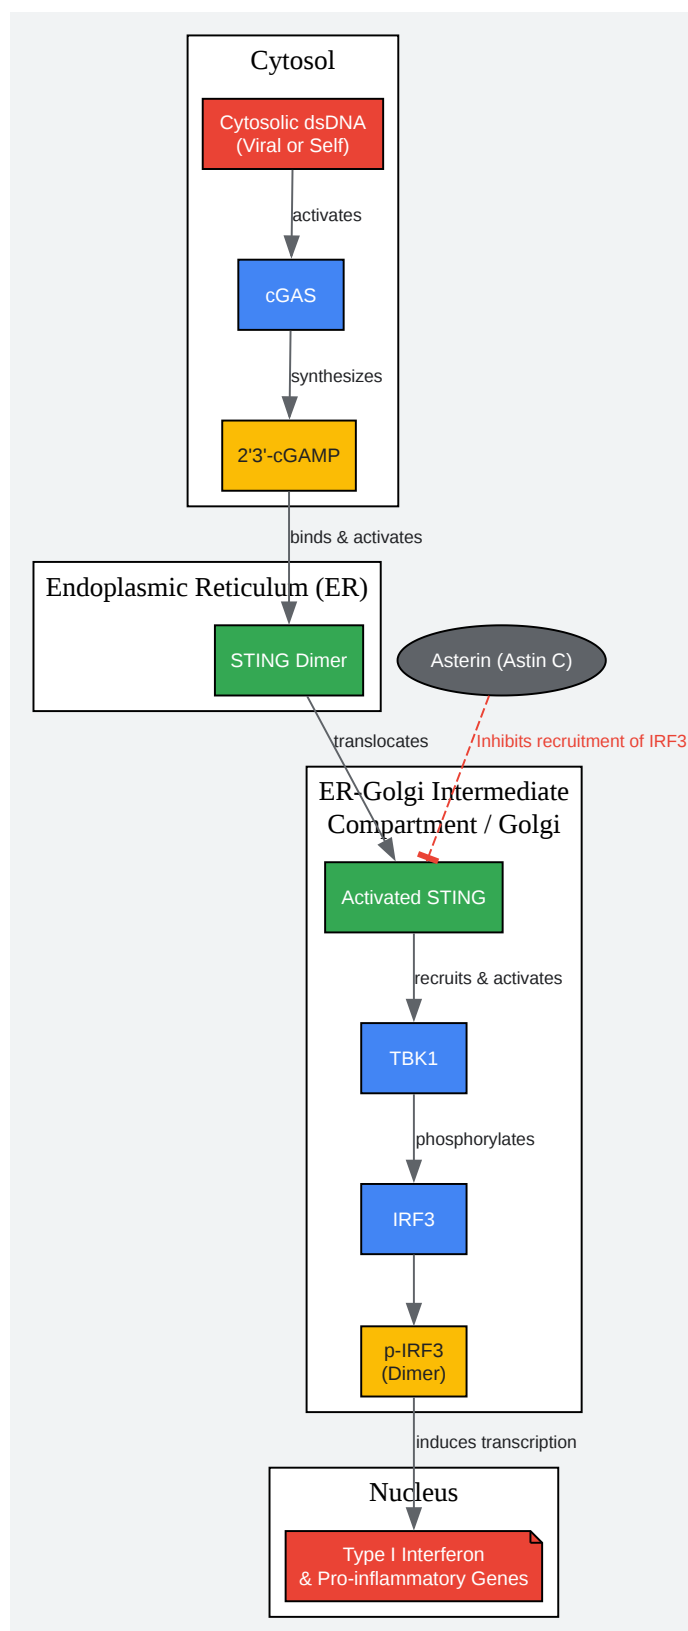 Cytosol
Cytosolic dsDNA
(Viral or Self)
activates
cGAS
synthesizes
2'3'-cGAMP
binds & activates
Endoplasmic Reticulum (ER)
STING Dimer
Asterin (Astin C)
translocates
Inhibits recruitment of IRF3
ER-Golgi Intermediate
Compartment / Golgi
Activated STING
recruits & activates
TBK1
phosphorylates
IRF3
p-IRF3
(Dimer)
induces transcription
Nucleus
Type I Interferon
& Pro-inflammatory Genes